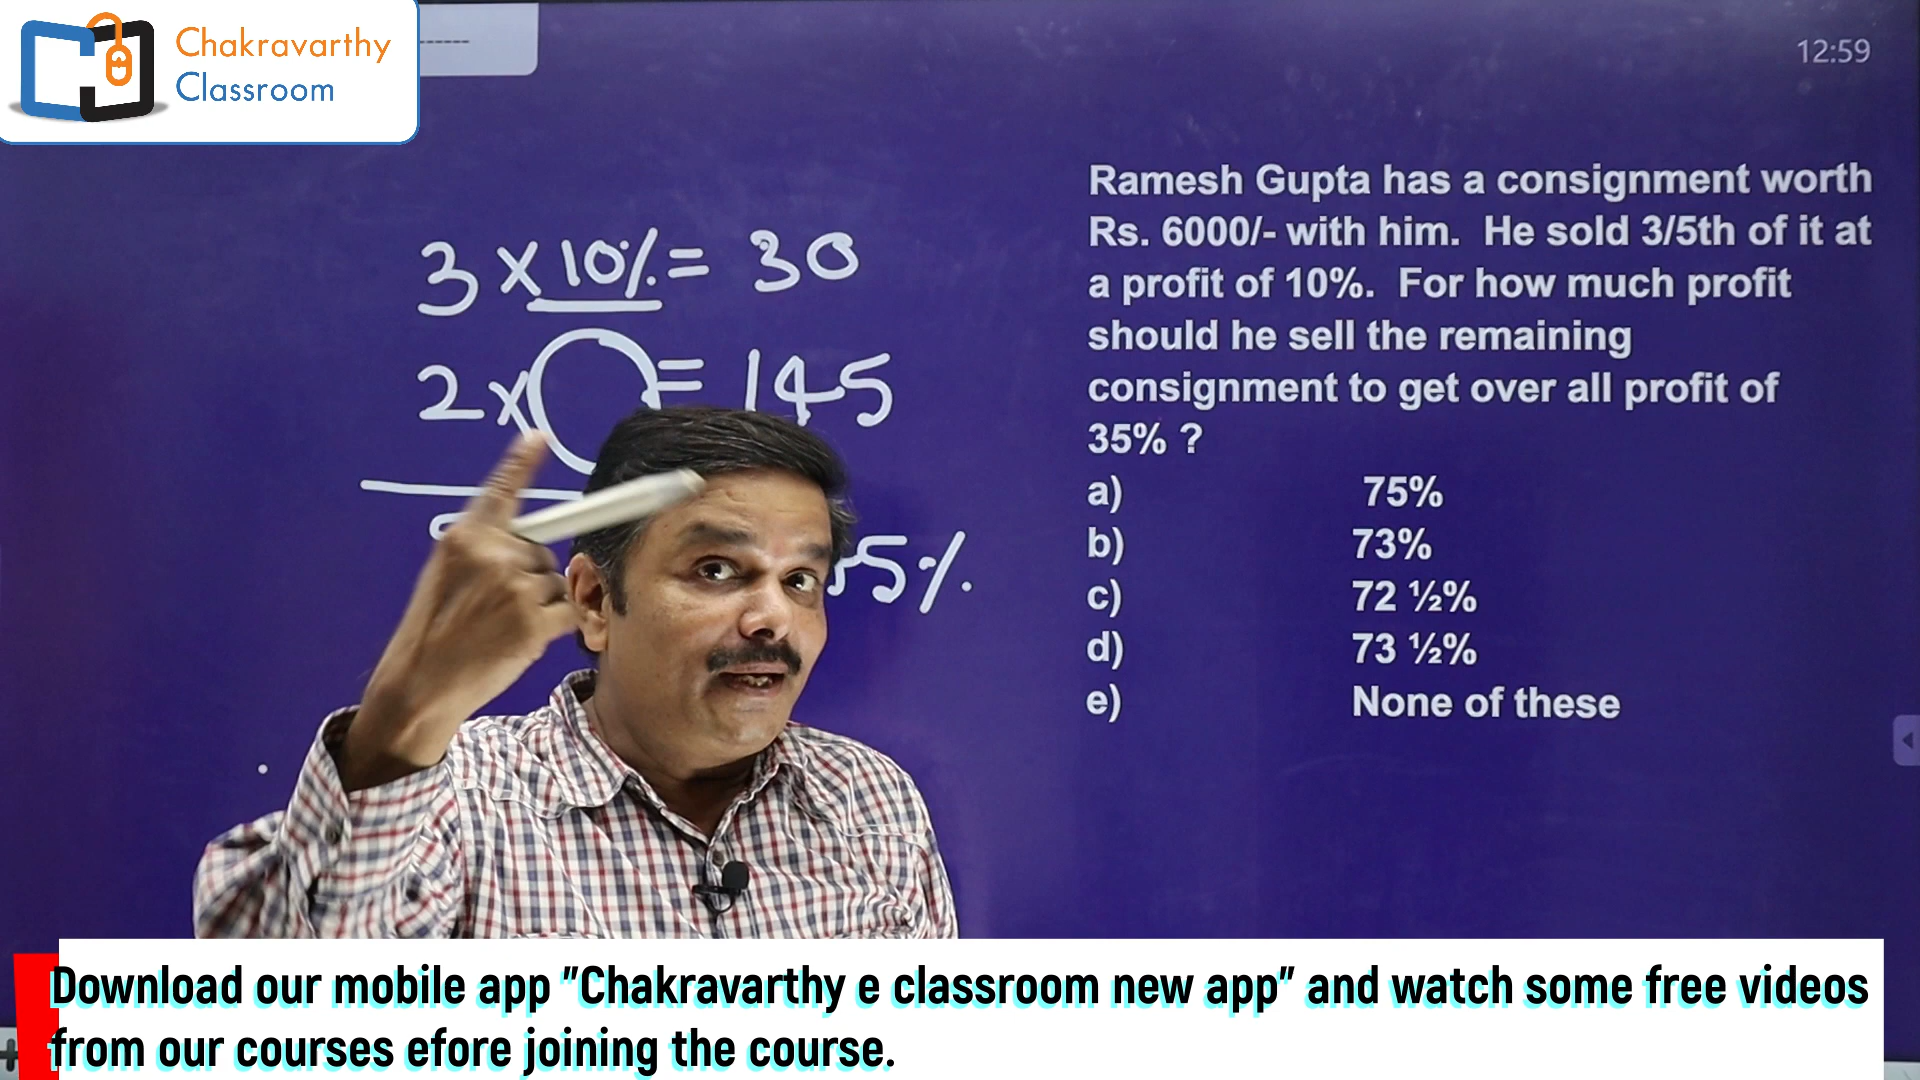 Chakravarthy
Classroom
12:59
3 × 10% = 30
2 × = 145
5%
Ramesh Gupta has a consignment worth
Rs. 6000/- with him. He sold 3/5th of it at
a profit of 10%. For how much profit
should he sell the remaining
consignment to get over all profit of
35% ?
a) 75%
b) 73%
c) 72 ½%
d) 73 ½%
e) None of these
Download our mobile app "Chakravarthy e classroom new app" and watch some free videos
from our courses efore joining the course.